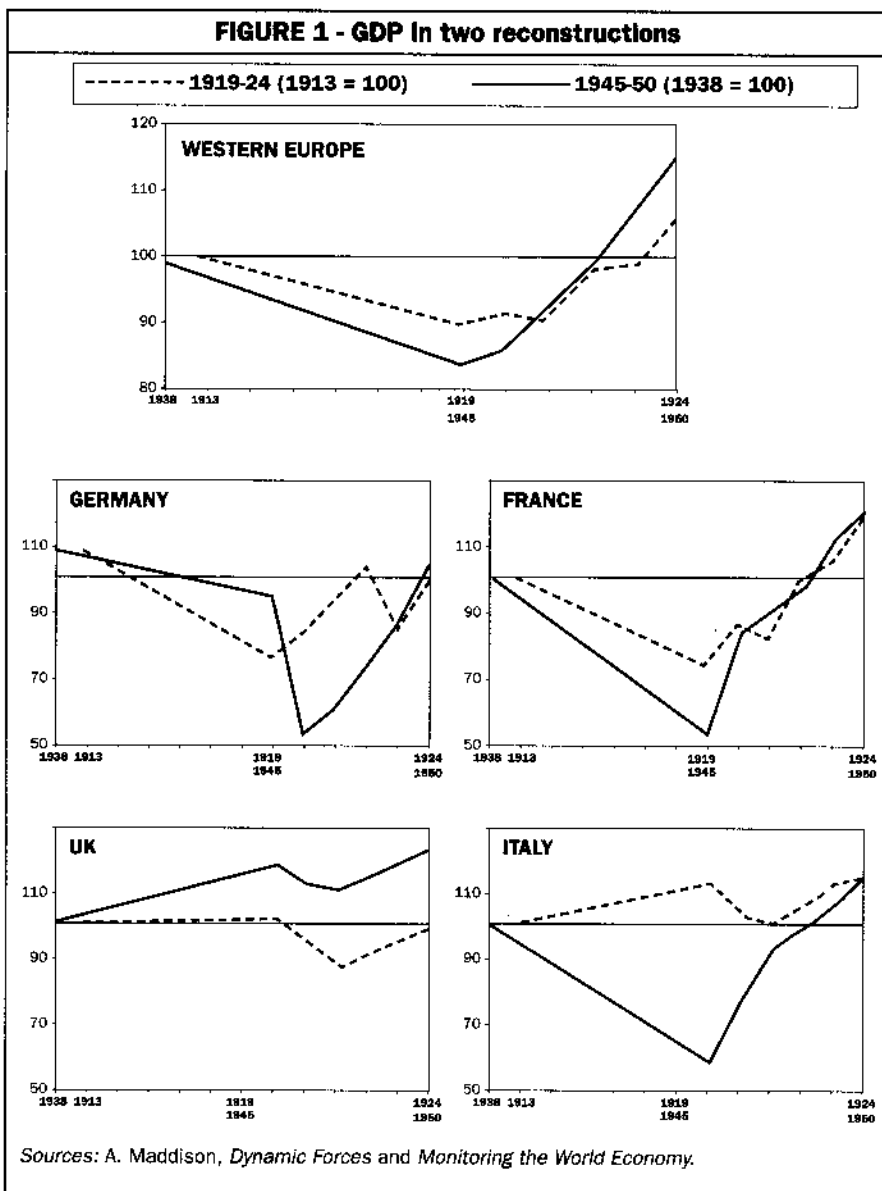 FIGURE 1 - GDP in two reconstructions
1919-24 (1913 = 100) 1945-50 (1938 = 100)
WESTERN EUROPE
120
110
100
90
80
1938 1913 1919 1924
1945 1950
GERMANY
110
90
70
50
1938 1913 1919 1924
1945 1950
FRANCE
110
90
70
50
1938 1913 1919 1924
1945 1950
UK
110
90
70
50
1938 1913 1919 1924
1945 1950
ITALY
110
90
70
50
1938 1913 1919 1924
1945 1950
Sources: A. Maddison, Dynamic Forces and Monitoring the World Economy.